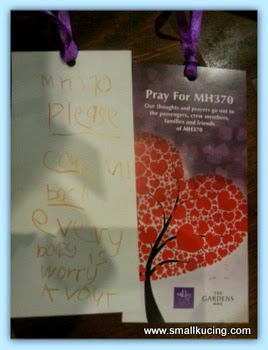 MH370
Please
come
back
every
body is
worry
Pray For MH370
Our thoughts and prayers go out to
the passengers, crew members,
families and friends
of MH370
THE
GARDENS
MALL
www.smallkucing.com